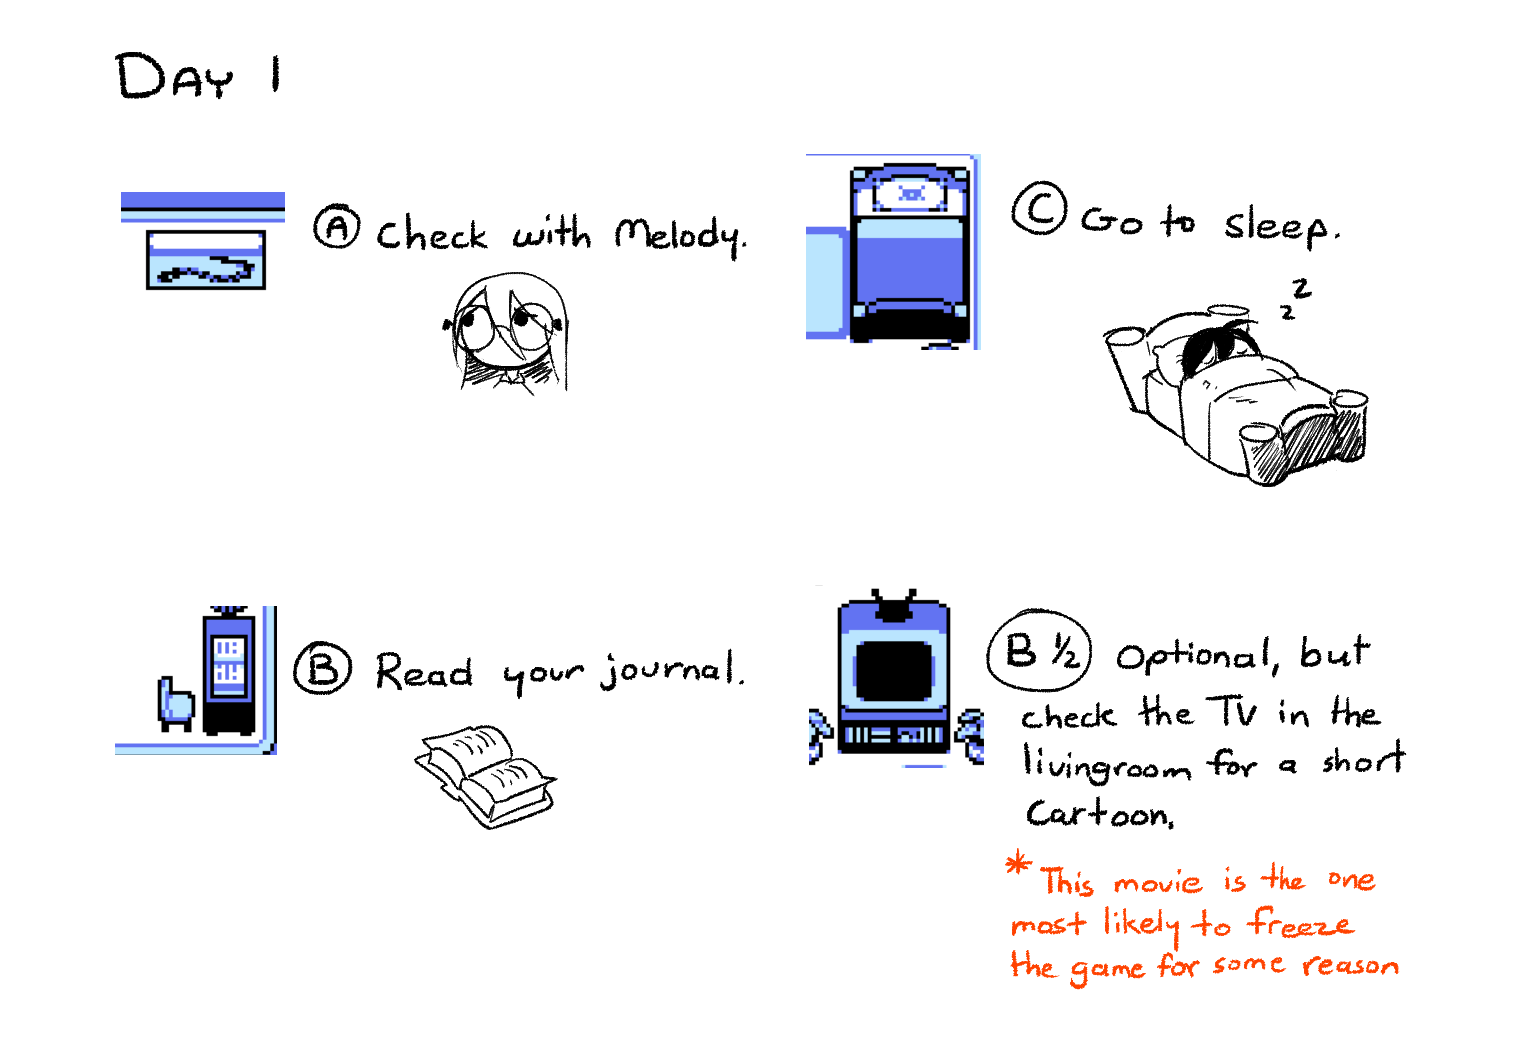 Day 1
A Check with Melody.
B Read your journal.
C Go to sleep.
z z
B ½ Optional, but
check the TV in the
livingroom for a short
Cartoon.
* This movie is the one
most likely to freeze
the game for some reason